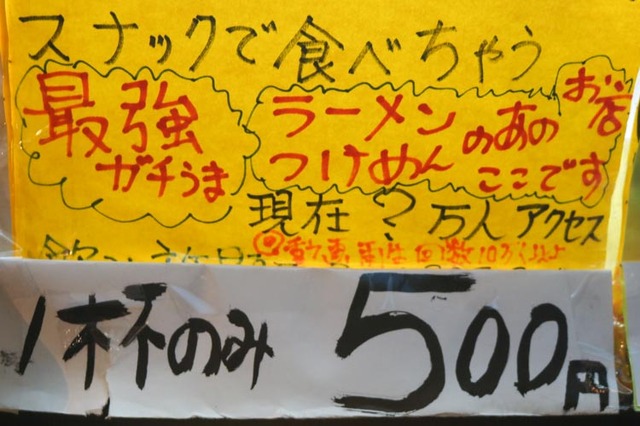 スナックで食べちゃう
最強
ガチうま
ラーメン
つけめん
のあの
お店
ここです
現在?万人アクセス
1杯のみ 500円